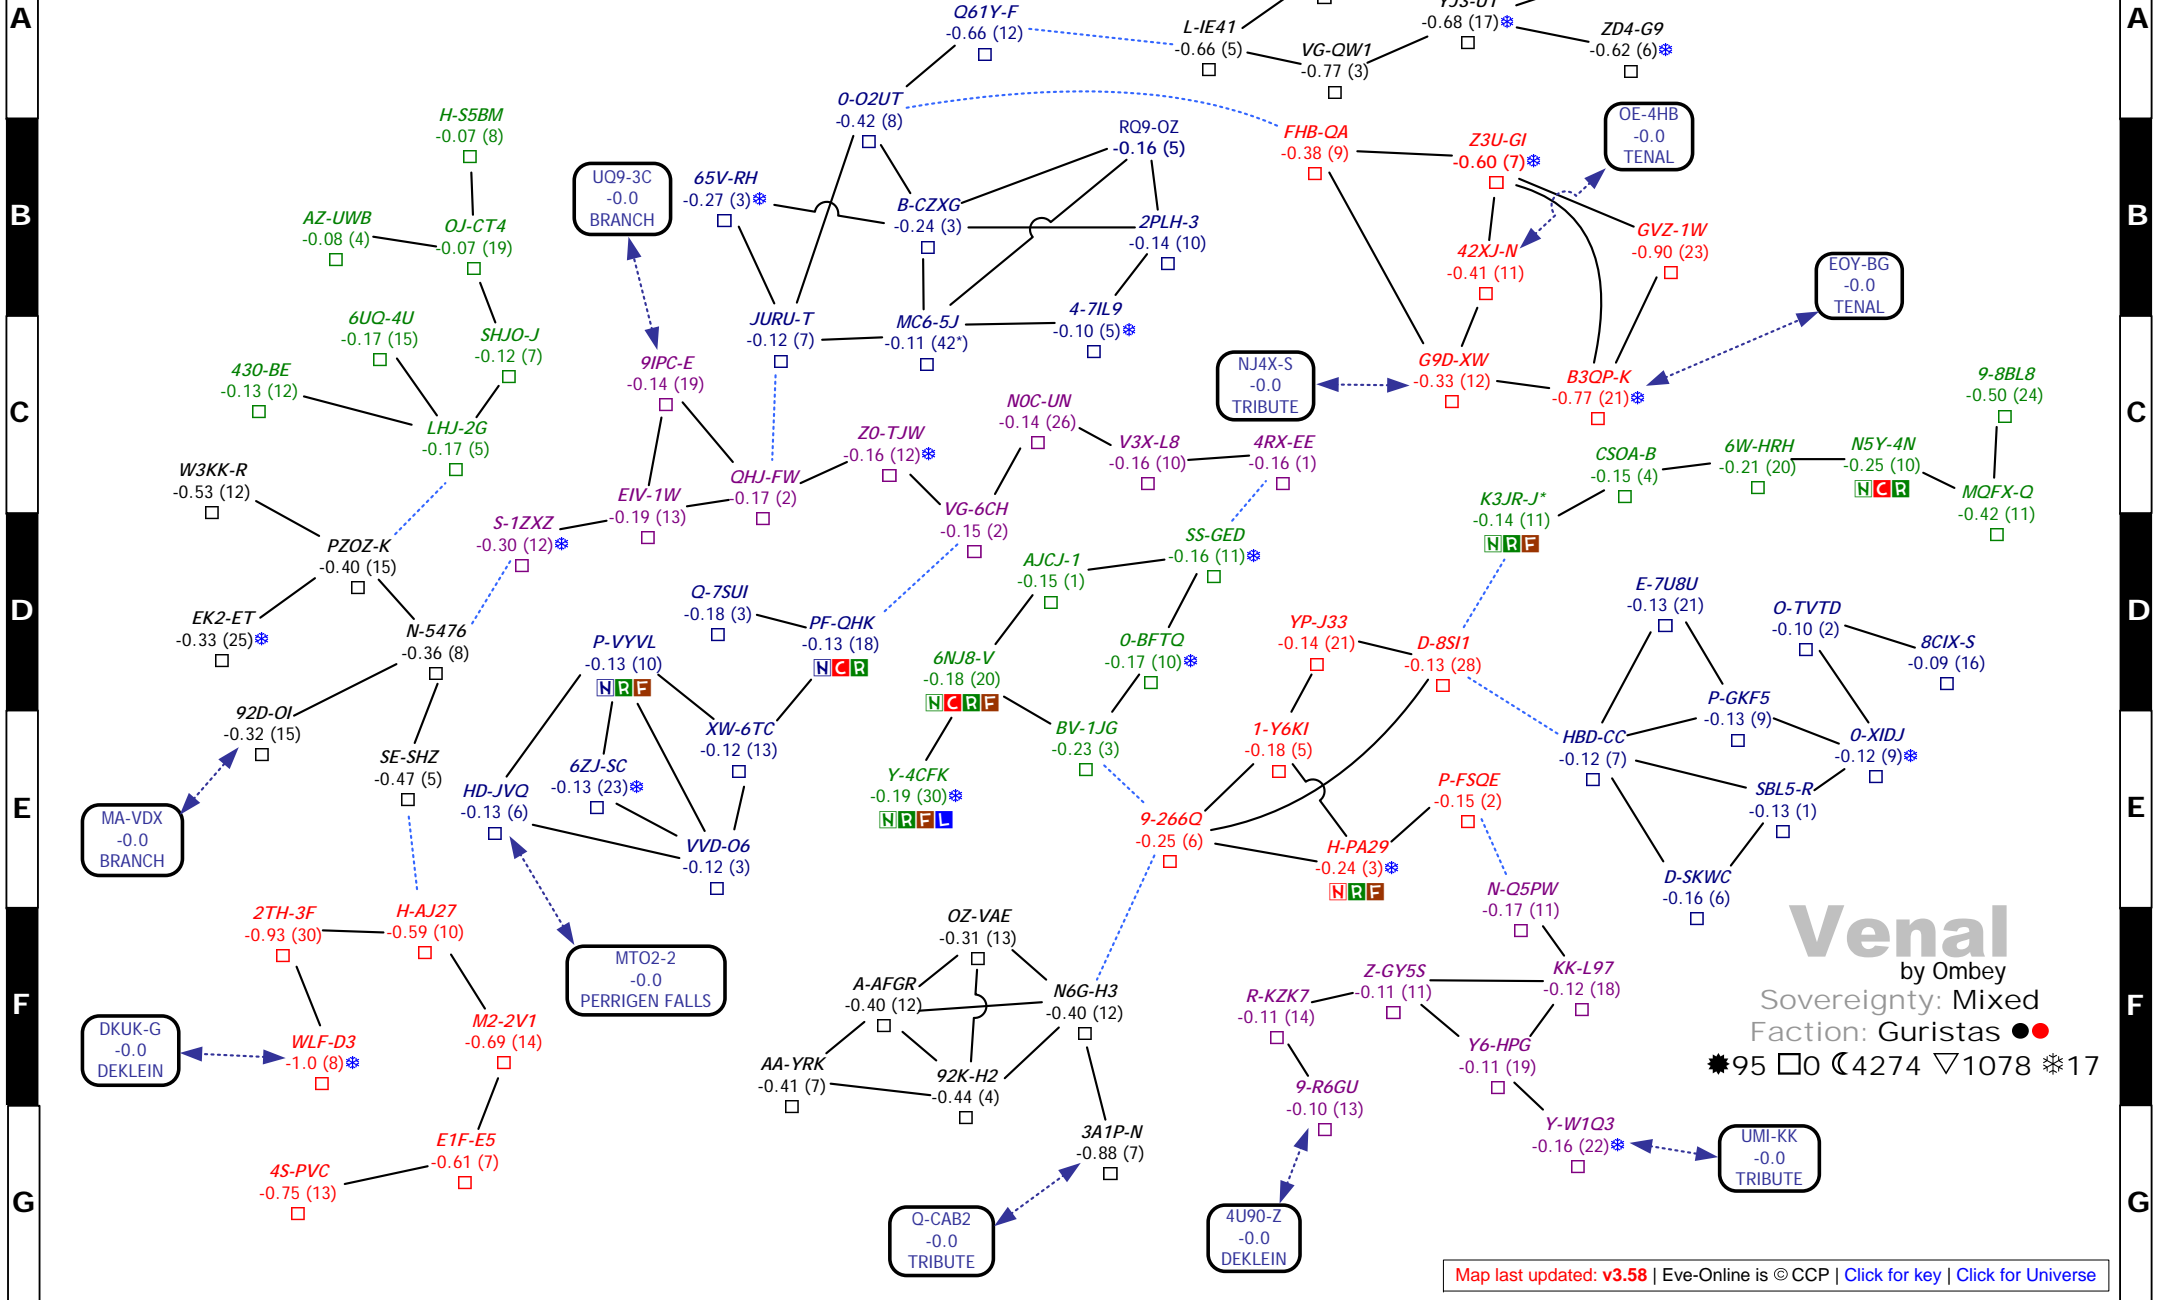 A
A
Q61Y-F
-0.66 (12)
L-IE41
-0.66 (5)
VG-QW1
-0.77 (3)
YJ3-UT
-0.68 (17)
ZD4-G9
-0.62 (6)
0-O2UT
-0.42 (8)
H-S5BM
-0.07 (8)
B
B
AZ-UWB
-0.08 (4)
OJ-CT4
-0.07 (19)
UQ9-3C
-0.0
BRANCH
65V-RH
-0.27 (3)
B-CZXG
-0.24 (3)
RQ9-OZ
-0.16 (5)
2PLH-3
-0.14 (10)
FHB-QA
-0.38 (9)
Z3U-GI
-0.60 (7)
OE-4HB
-0.0
TENAL
GVZ-1W
-0.90 (23)
42XJ-N
-0.41 (11)
EOY-BG
-0.0
TENAL
6UQ-4U
-0.17 (15)
SHJO-J
-0.12 (7)
JURU-T
-0.12 (7)
MC6-5J
-0.11 (42*)
4-7IL9
-0.10 (5)
C
C
430-BE
-0.13 (12)
LHJ-2G
-0.17 (5)
9IPC-E
-0.14 (19)
NJ4X-S
-0.0
TRIBUTE
G9D-XW
-0.33 (12)
B3QP-K
-0.77 (21)
9-8BL8
-0.50 (24)
N0C-UN
-0.14 (26)
Z0-TJW
-0.16 (12)
V3X-L8
-0.16 (10)
4RX-EE
-0.16 (1)
CSOA-B
-0.15 (4)
6W-HRH
-0.21 (20)
N5Y-4N
-0.25 (10)
N C R
W3KK-R
-0.53 (12)
QHJ-FW
-0.17 (2)
EIV-1W
-0.19 (13)
VG-6CH
-0.15 (2)
K3JR-J*
-0.14 (11)
N R F
MQFX-Q
-0.42 (11)
S-1ZXZ
-0.30 (12)
PZOZ-K
-0.40 (15)
SS-GED
-0.16 (11)
AJCJ-1
-0.15 (1)
D
D
EK2-ET
-0.33 (25)
N-5476
-0.36 (8)
Q-7SUI
-0.18 (3)
PF-QHK
-0.13 (18)
N C R
P-VYVL
-0.13 (10)
N R F
0-BFTQ
-0.17 (10)
6NJ8-V
-0.18 (20)
N C R F
YP-J33
-0.14 (21)
D-8SI1
-0.13 (28)
E-7U8U
-0.13 (21)
O-TVTD
-0.10 (2)
8CIX-S
-0.09 (16)
P-GKF5
-0.13 (9)
92D-OI
-0.32 (15)
SE-SHZ
-0.47 (5)
XW-6TC
-0.12 (13)
BV-1JG
-0.23 (3)
1-Y6KI
-0.18 (5)
HBD-CC
-0.12 (7)
0-XIDJ
-0.12 (9)
6ZJ-SC
-0.13 (23)
HD-JVQ
-0.13 (6)
Y-4CFK
-0.19 (30)
N R F L
P-FSQE
-0.15 (2)
SBL5-R
-0.13 (1)
E
E
MA-VDX
-0.0
BRANCH
VVD-O6
-0.12 (3)
9-266Q
-0.25 (6)
H-PA29
-0.24 (3)
N R F
N-Q5PW
-0.17 (11)
D-SKWC
-0.16 (6)
2TH-3F
-0.93 (30)
H-AJ27
-0.59 (10)
OZ-VAE
-0.31 (13)
Venal
by Ombey
Sovereignty: Mixed
Faction: Guristas
95 0 4274 1078 17
MTO2-2
-0.0
PERRIGEN FALLS
A-AFGR
-0.40 (12)
N6G-H3
-0.40 (12)
R-KZK7
-0.11 (14)
Z-GY5S
-0.11 (11)
KK-L97
-0.12 (18)
F
F
DKUK-G
-0.0
DEKLEIN
WLF-D3
-1.0 (8)
M2-2V1
-0.69 (14)
AA-YRK
-0.41 (7)
92K-H2
-0.44 (4)
Y6-HPG
-0.11 (19)
9-R6GU
-0.10 (13)
3A1P-N
-0.88 (7)
Y-W1Q3
-0.16 (22)
UMI-KK
-0.0
TRIBUTE
E1F-E5
-0.61 (7)
4S-PVC
-0.75 (13)
G
G
Q-CAB2
-0.0
TRIBUTE
4U90-Z
-0.0
DEKLEIN
Map last updated: v3.58 | Eve-Online is © CCP | Click for key | Click for Universe